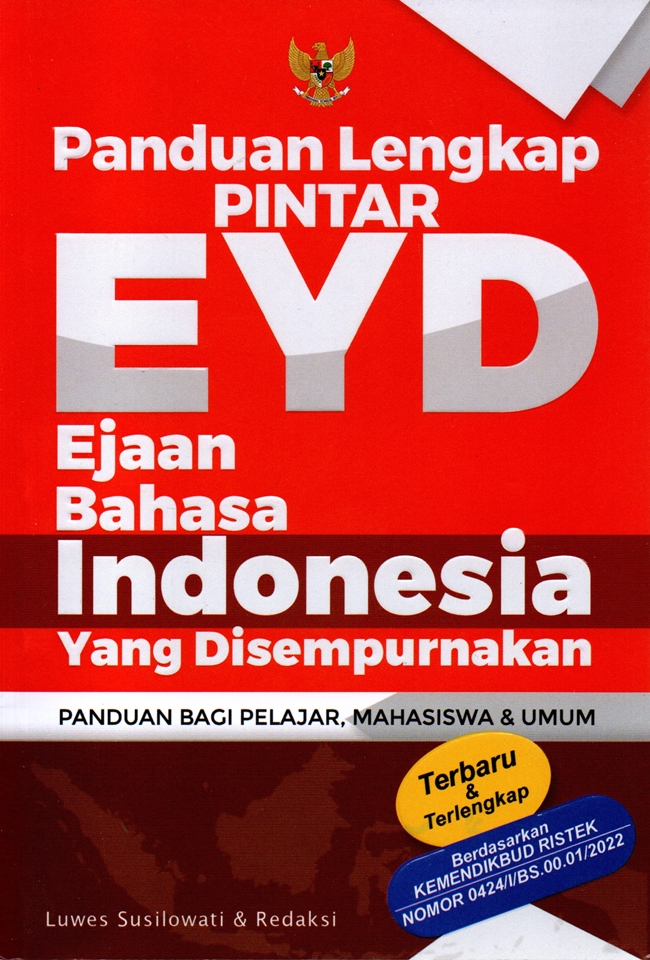 Panduan Lengkap
PINTAR
EYD
Ejaan
Bahasa
Indonesia
Yang Disempurnakan
PANDUAN BAGI PELAJAR, MAHASISWA & UMUM
Terbaru
&
Terlengkap
Berdasarkan
KEMENDIKBUD RISTEK
NOMOR 0424/I/BS.00.01/2022
Luwes Susilowati & Redaksi